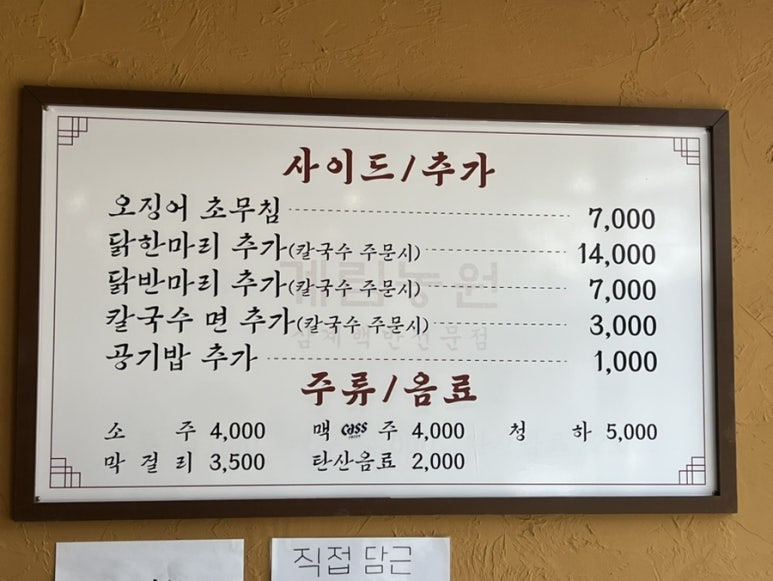 사이드/추가
오징어 초무침 7,000
닭한마리 추가(칼국수 주문시) 14,000
닭반마리 추가(칼국수 주문시) 7,000
칼국수 면 추가(칼국수 주문시) 3,000
공기밥 추가 1,000
주류/음료
소 주 4,000 맥 cass 주 4,000 청 하 5,000
막 걸 리 3,500 탄산음료 2,000
직접 담근